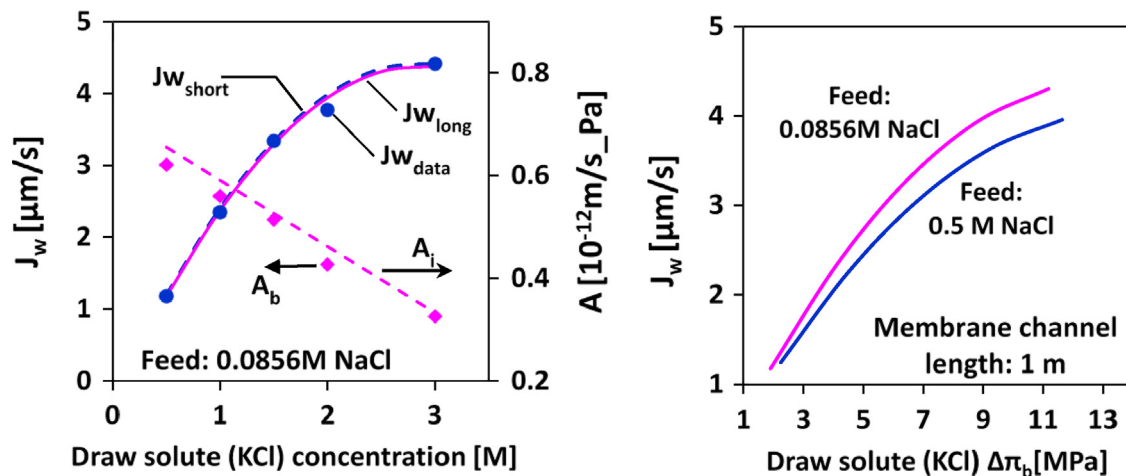 5
4
3
2
1
0
J_w [μm/s]
Jw_short
Jw_long
Jw_data
A_i
A_b
Feed: 0.0856M NaCl
0.8
0.6
0.4
0.2
A [10^-12m/s_Pa]
0 1 2 3
Draw solute (KCl) concentration [M]
5
4
3
2
1
J_w [μm/s]
Feed:
0.0856M NaCl
Feed:
0.5 M NaCl
Membrane channel
length: 1 m
1 3 5 7 9 11 13
Draw solute (KCl) Δπ_b[MPa]